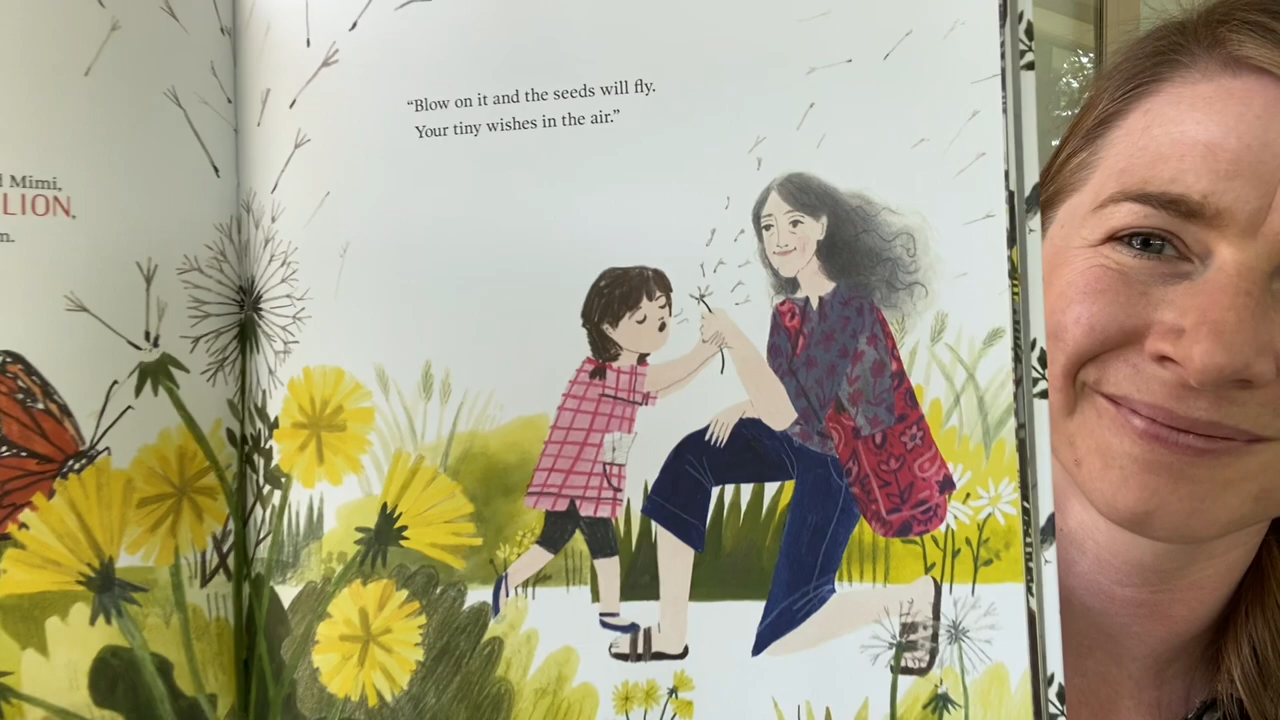 Mimi,
LION,
“Blow on it and the seeds will fly.
Your tiny wishes in the air.”